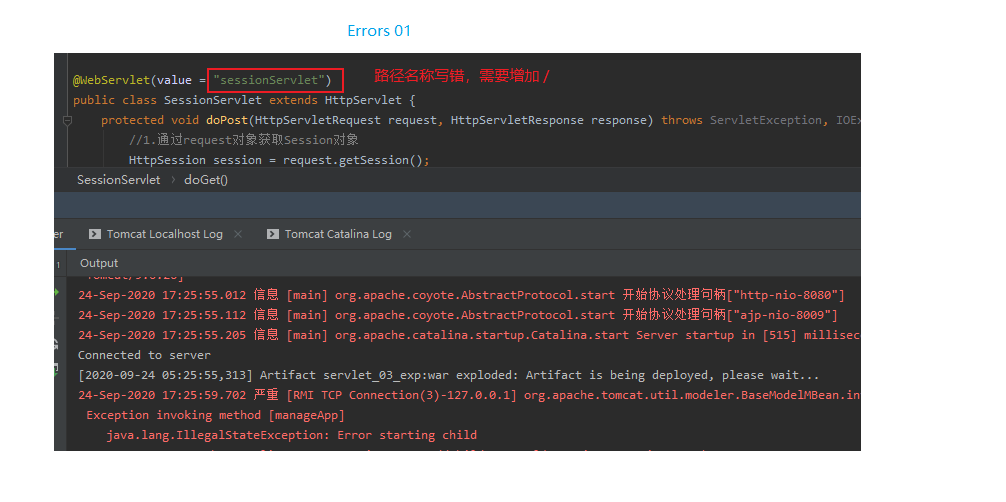 Errors 01
@WebServlet(value = "sessionServlet") 路径名称写错，需要增加 /
public class SessionServlet extends HttpServlet {
protected void doPost(HttpServletRequest request, HttpServletResponse response) throws ServletException, IOEx
//1.通过request对象获取Session对象
HttpSession session = request.getSession();
SessionServlet › doGet()
er Tomcat Localhost Log × Tomcat Catalina Log ×
1 Output
24-Sep-2020 17:25:55.012 信息 [main] org.apache.coyote.AbstractProtocol.start 开始协议处理句柄["http-nio-8080"]
24-Sep-2020 17:25:55.112 信息 [main] org.apache.coyote.AbstractProtocol.start 开始协议处理句柄["ajp-nio-8009"]
24-Sep-2020 17:25:55.205 信息 [main] org.apache.catalina.startup.Catalina.start Server startup in [515] millisec
Connected to server
[2020-09-24 05:25:55,313] Artifact servlet_03_exp:war exploded: Artifact is being deployed, please wait...
24-Sep-2020 17:25:59.702 严重 [RMI TCP Connection(3)-127.0.0.1] org.apache.tomcat.util.modeler.BaseModelMBean.in
Exception invoking method [manageApp]
java.lang.IllegalStateException: Error starting child